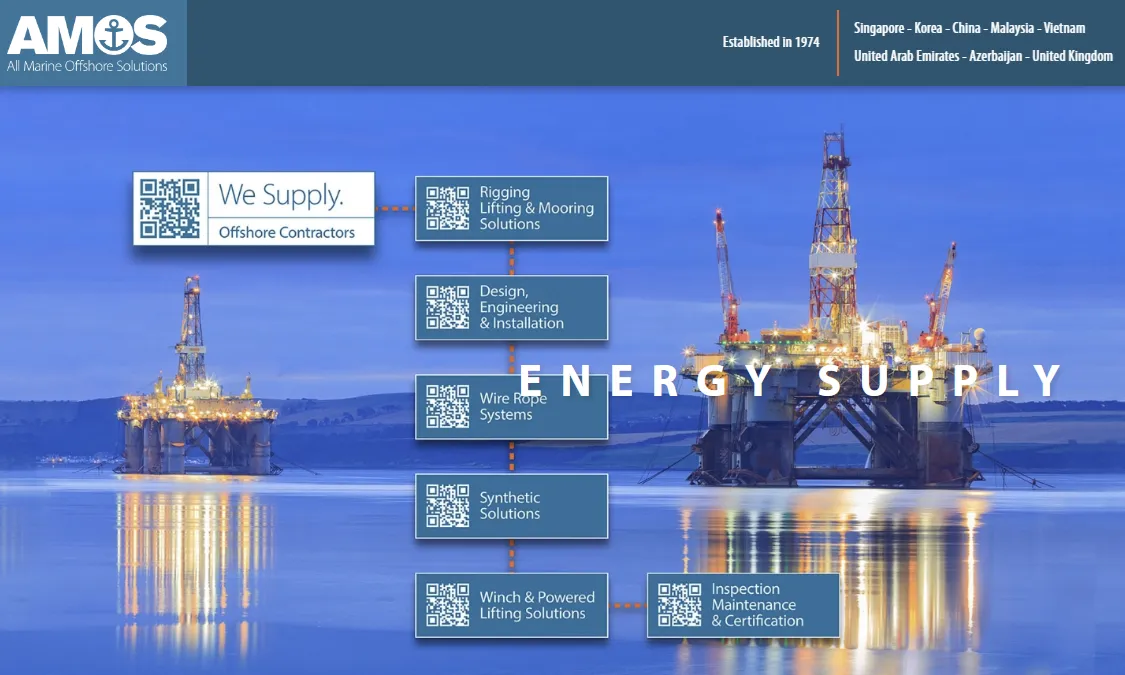 AMOS
All Marine Offshore Solutions
Established in 1974
Singapore - Korea - China - Malaysia - Vietnam
United Arab Emirates - Azerbaijan - United Kingdom
We Supply.
Offshore Contractors
Rigging
Lifting & Mooring
Solutions
Design,
Engineering
& Installation
ENERGY SUPPLY
Wire Rope
Systems
Synthetic
Solutions
Winch & Powered
Lifting Solutions
Inspection
Maintenance
& Certification